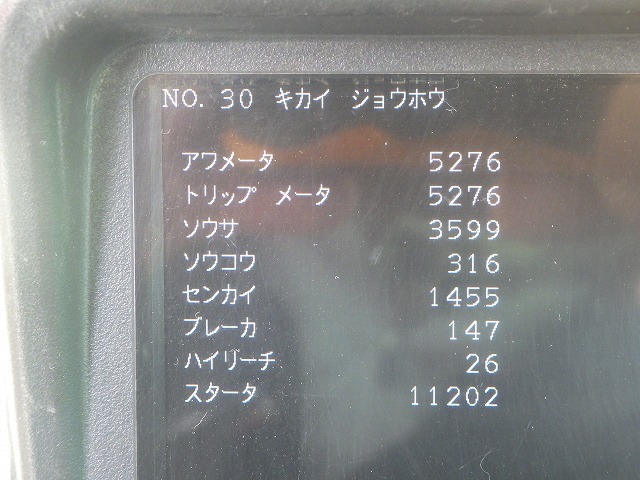 NO. 30 キカイ ジョウホウ
アワメータ 5276
トリップ メータ 5276
ソウサ 3599
ソウコウ 316
センカイ 1455
ブレーカ 147
ハイリーチ 26
スタータ 11202